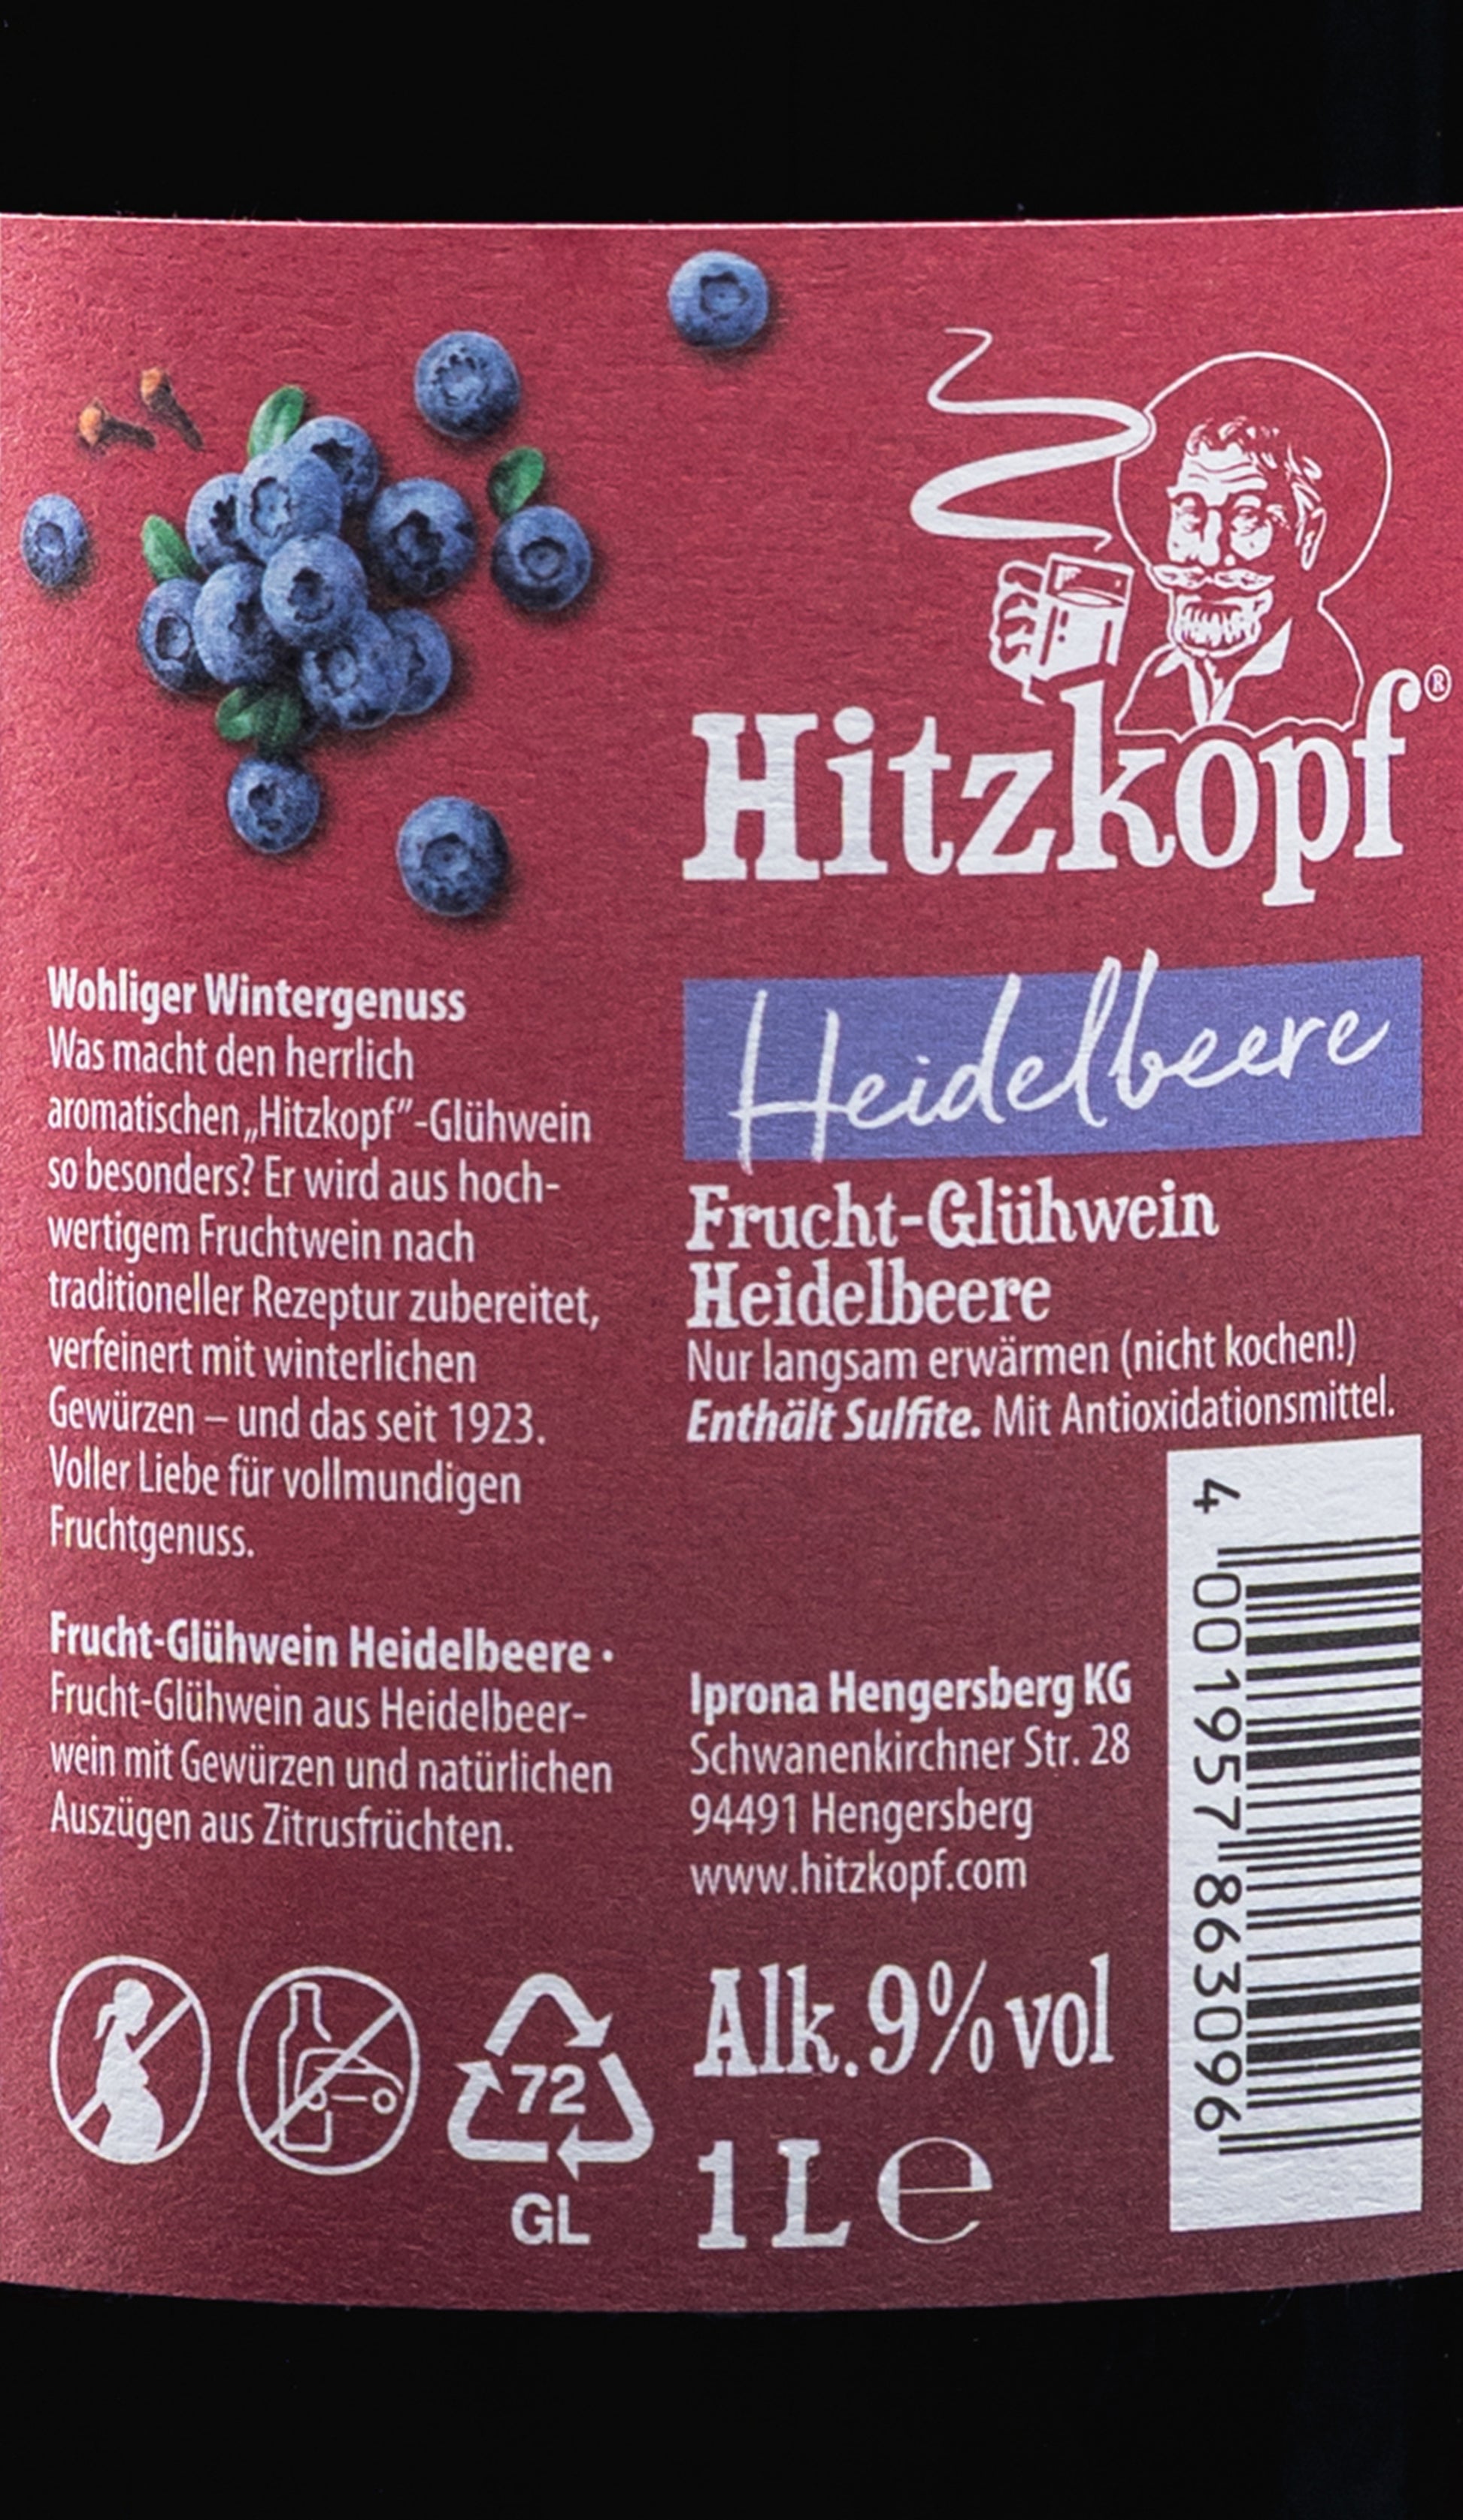 Hitzkopf®
Heidelbeere
Frucht-Glühwein
Heidelbeere
Nur langsam erwärmen (nicht kochen!)
Enthält Sulfite. Mit Antioxidationsmittel.
Wohliger Wintergenuss
Was macht den herrlich
aromatischen „Hitzkopf”-Glühwein
so besonders? Er wird aus hoch-
wertigem Fruchtwein nach
traditioneller Rezeptur zubereitet,
verfeinert mit winterlichen
Gewürzen – und das seit 1923.
Voller Liebe für vollmundigen
Fruchtgenuss.
Frucht-Glühwein Heidelbeere •
Frucht-Glühwein aus Heidelbeer-
wein mit Gewürzen und natürlichen
Auszügen aus Zitrusfrüchten.
72
GL
Iprona Hengersberg KG
Schwanenkirchner Str. 28
94491 Hengersberg
www.hitzkopf.com
Alk. 9% vol
1 L ℮
4 001957 863096